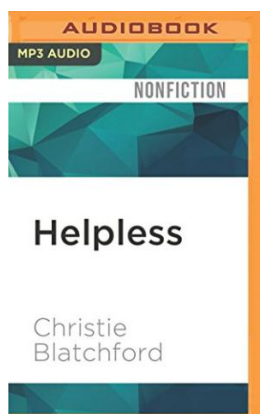 AUDIOBOOK
MP3 AUDIO
NONFICTION
Helpless
Christie
Blatchford